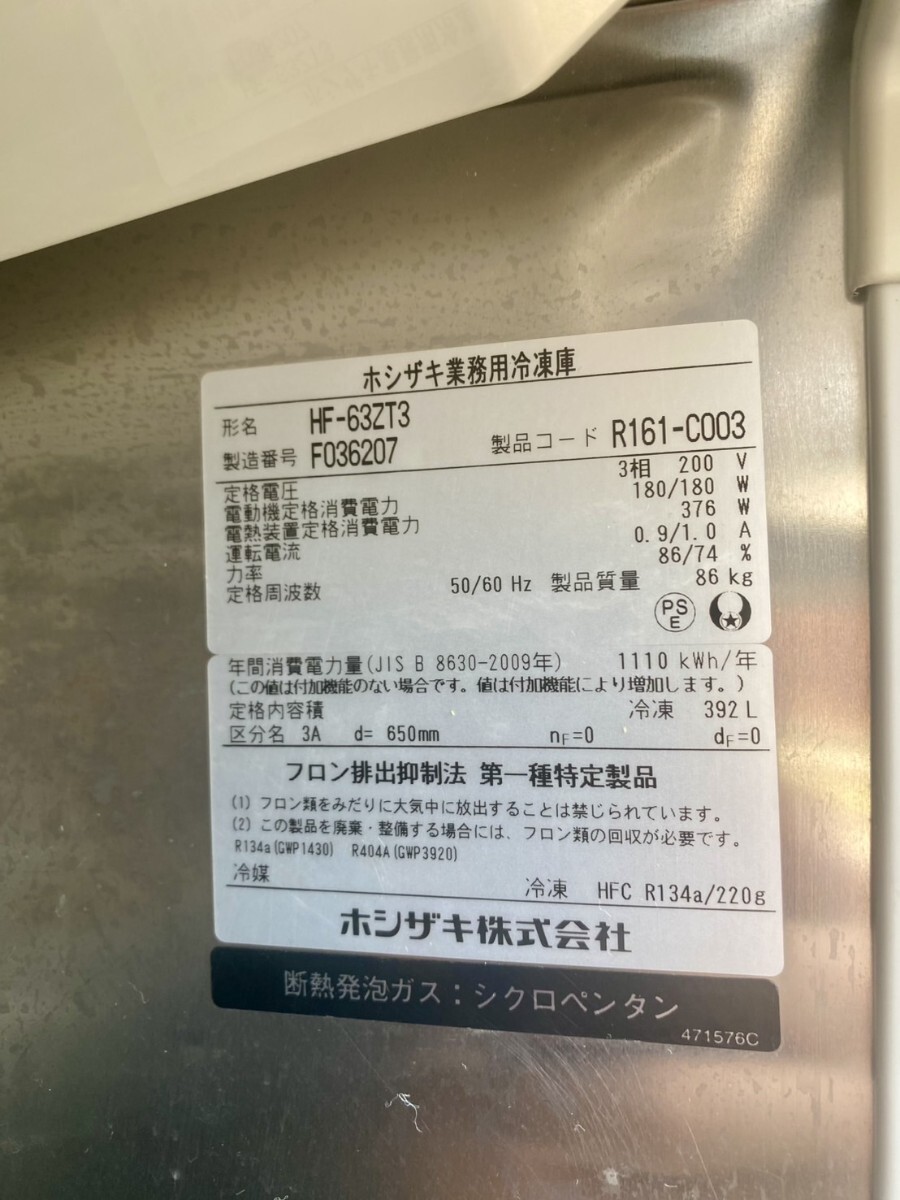 ホシザキ業務用冷凍庫
形名 HF-63ZT3
製造番号 F036207 製品コード R161-C003
定格電圧 3相 200 V
電動機定格消費電力 180/180 W
電熱装置定格消費電力 376 W
運転電流 0.9/1.0 A
力率 86/74 %
定格周波数 50/60 Hz 製品質量 86 kg
PS
E
年間消費電力量(JIS B 8630-2009年) 1110 kWh/年
(この値は付加機能のない場合です。値は付加機能により増加します。)
定格内容積 冷凍 392 L
区分名 3A d= 650mm nF=0 dF=0
フロン排出抑制法 第一種特定製品
(1) フロン類をみだりに大気中に放出することは禁じられています。
(2) この製品を廃棄・整備する場合には、フロン類の回収が必要です。
R134a(GWP1430) R404A(GWP3920)
冷媒
冷凍 HFC R134a/220g
ホシザキ株式会社
断熱発泡ガス：シクロペンタン
471576C